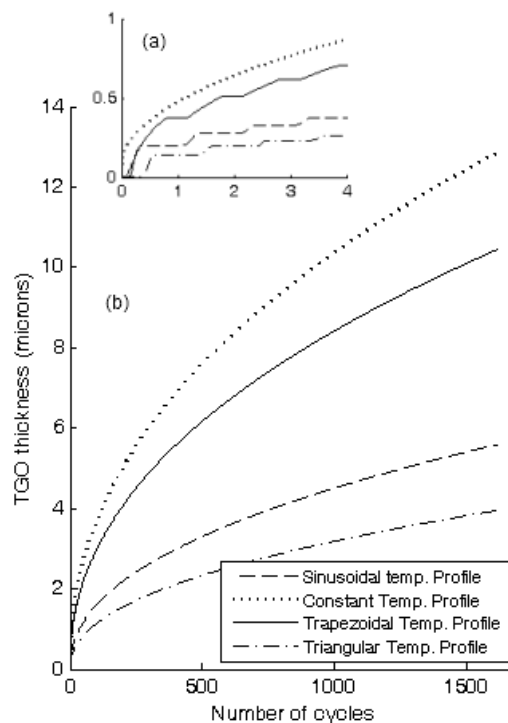 1
(a)
0.5
0
0 1 2 3 4
14
12
10
8
6
4
2
0
TGO thickness (microns)
(b)
Sinusoidal temp. Profile
Constant Temp. Profile
Trapezoidal Temp. Profile
Triangular Temp. Profile
0 500 1000 1500
Number of cycles